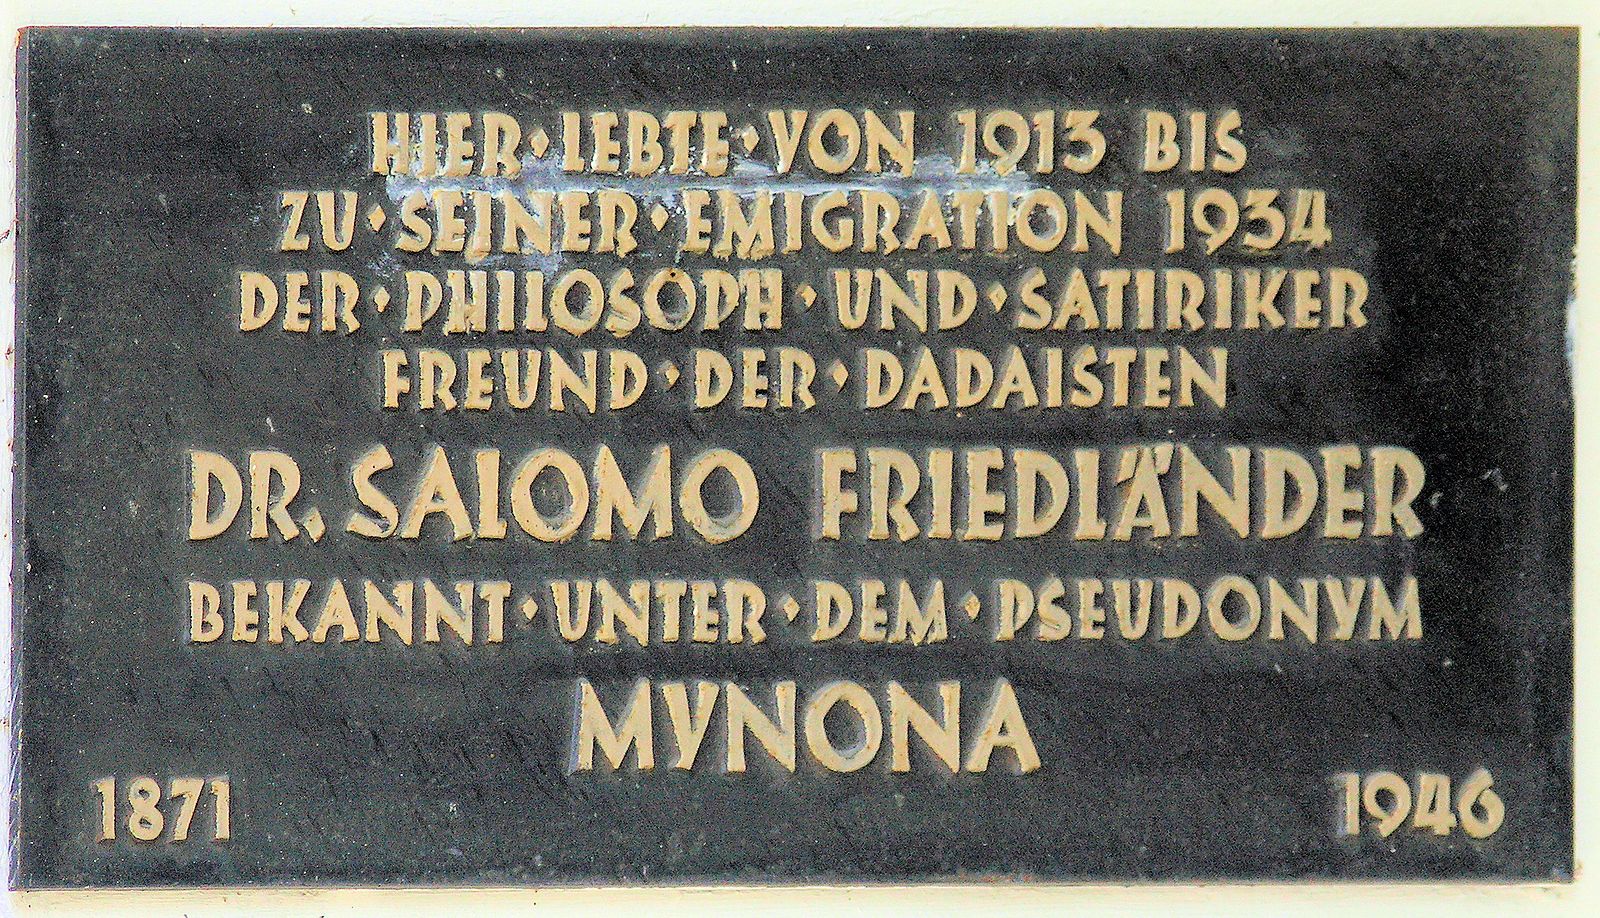 HIER·LEBTE·VON 1913 BIS
ZU·SEINER·EMIGRATION 1934
DER·PHILOSOPH·UND·SATIRIKER
FREUND·DER·DADAISTEN
DR. SALOMO FRIEDLÄNDER
BEKANNT·UNTER·DEM·PSEUDONYM
MYNONA
1871 1946